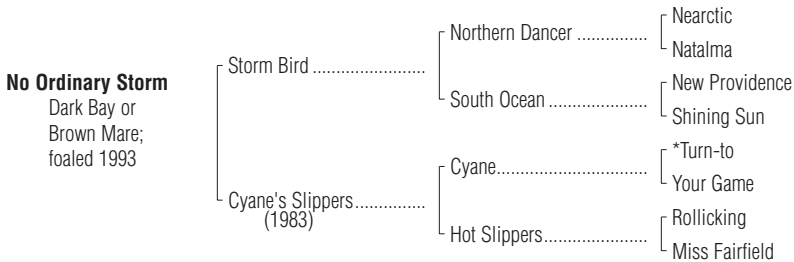 No Ordinary Storm
Dark Bay or
Brown Mare;
foaled 1993
Storm Bird ........................
Cyane's Slippers ...............
(1983)
Northern Dancer ...............
South Ocean .....................
Cyane................................
Hot Slippers......................
Nearctic
Natalma
New Providence
Shining Sun
*Turn-to
Your Game
Rollicking
Miss Fairfield